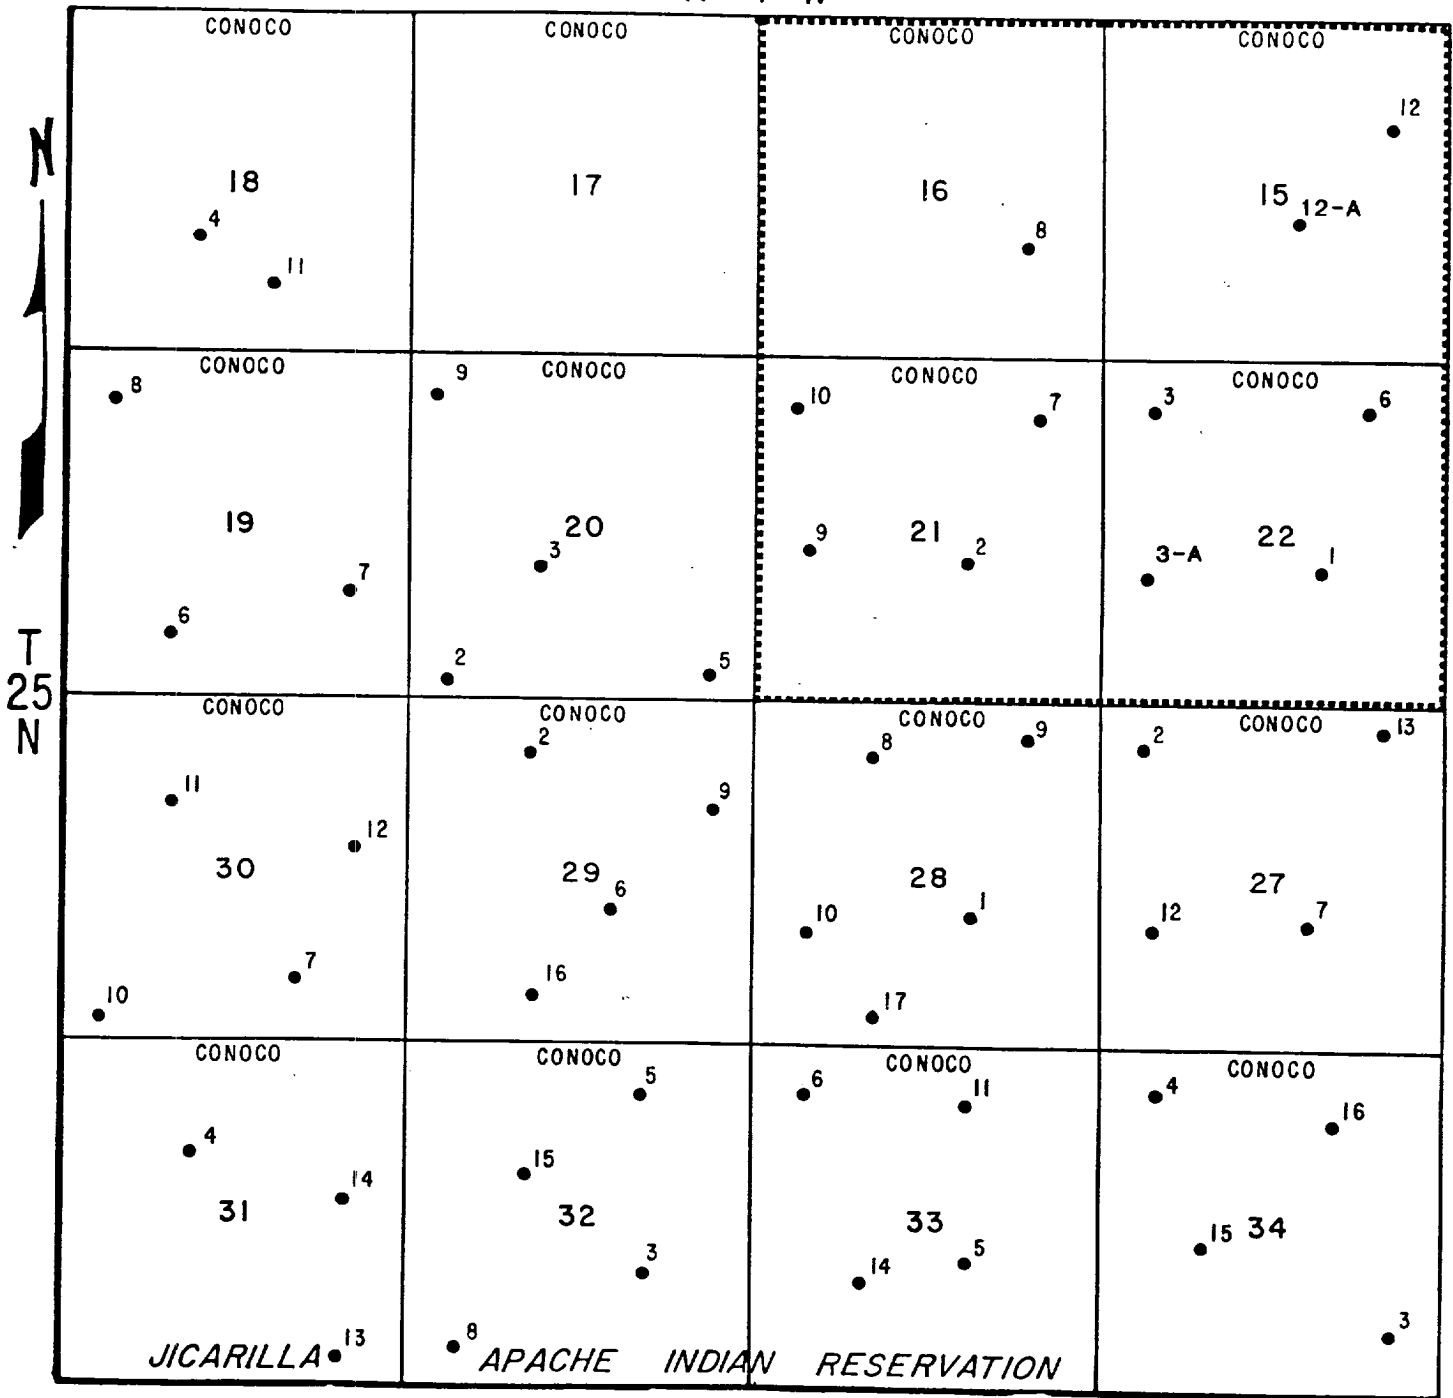 CONOCO CONOCO CONOCO CONOCO
12
N
18 17 16 15 12-A
4 8
11
CONOCO CONOCO CONOCO CONOCO
8 9 10 7 3 6
19 20 21 22
3 9 2 3-A 1
7
6
T
25
N
2 5
CONOCO CONOCO CONOCO CONOCO
2 8 9 2 13
11 9
12
30 29 28 27
6 10 1 12 7
7 16 17
10
CONOCO CONOCO CONOCO CONOCO
5 6 11 4 16
4 15
14
31 32 33 34
3 14 5 15
13 8 3
JICARILLA APACHE INDIAN RESERVATION